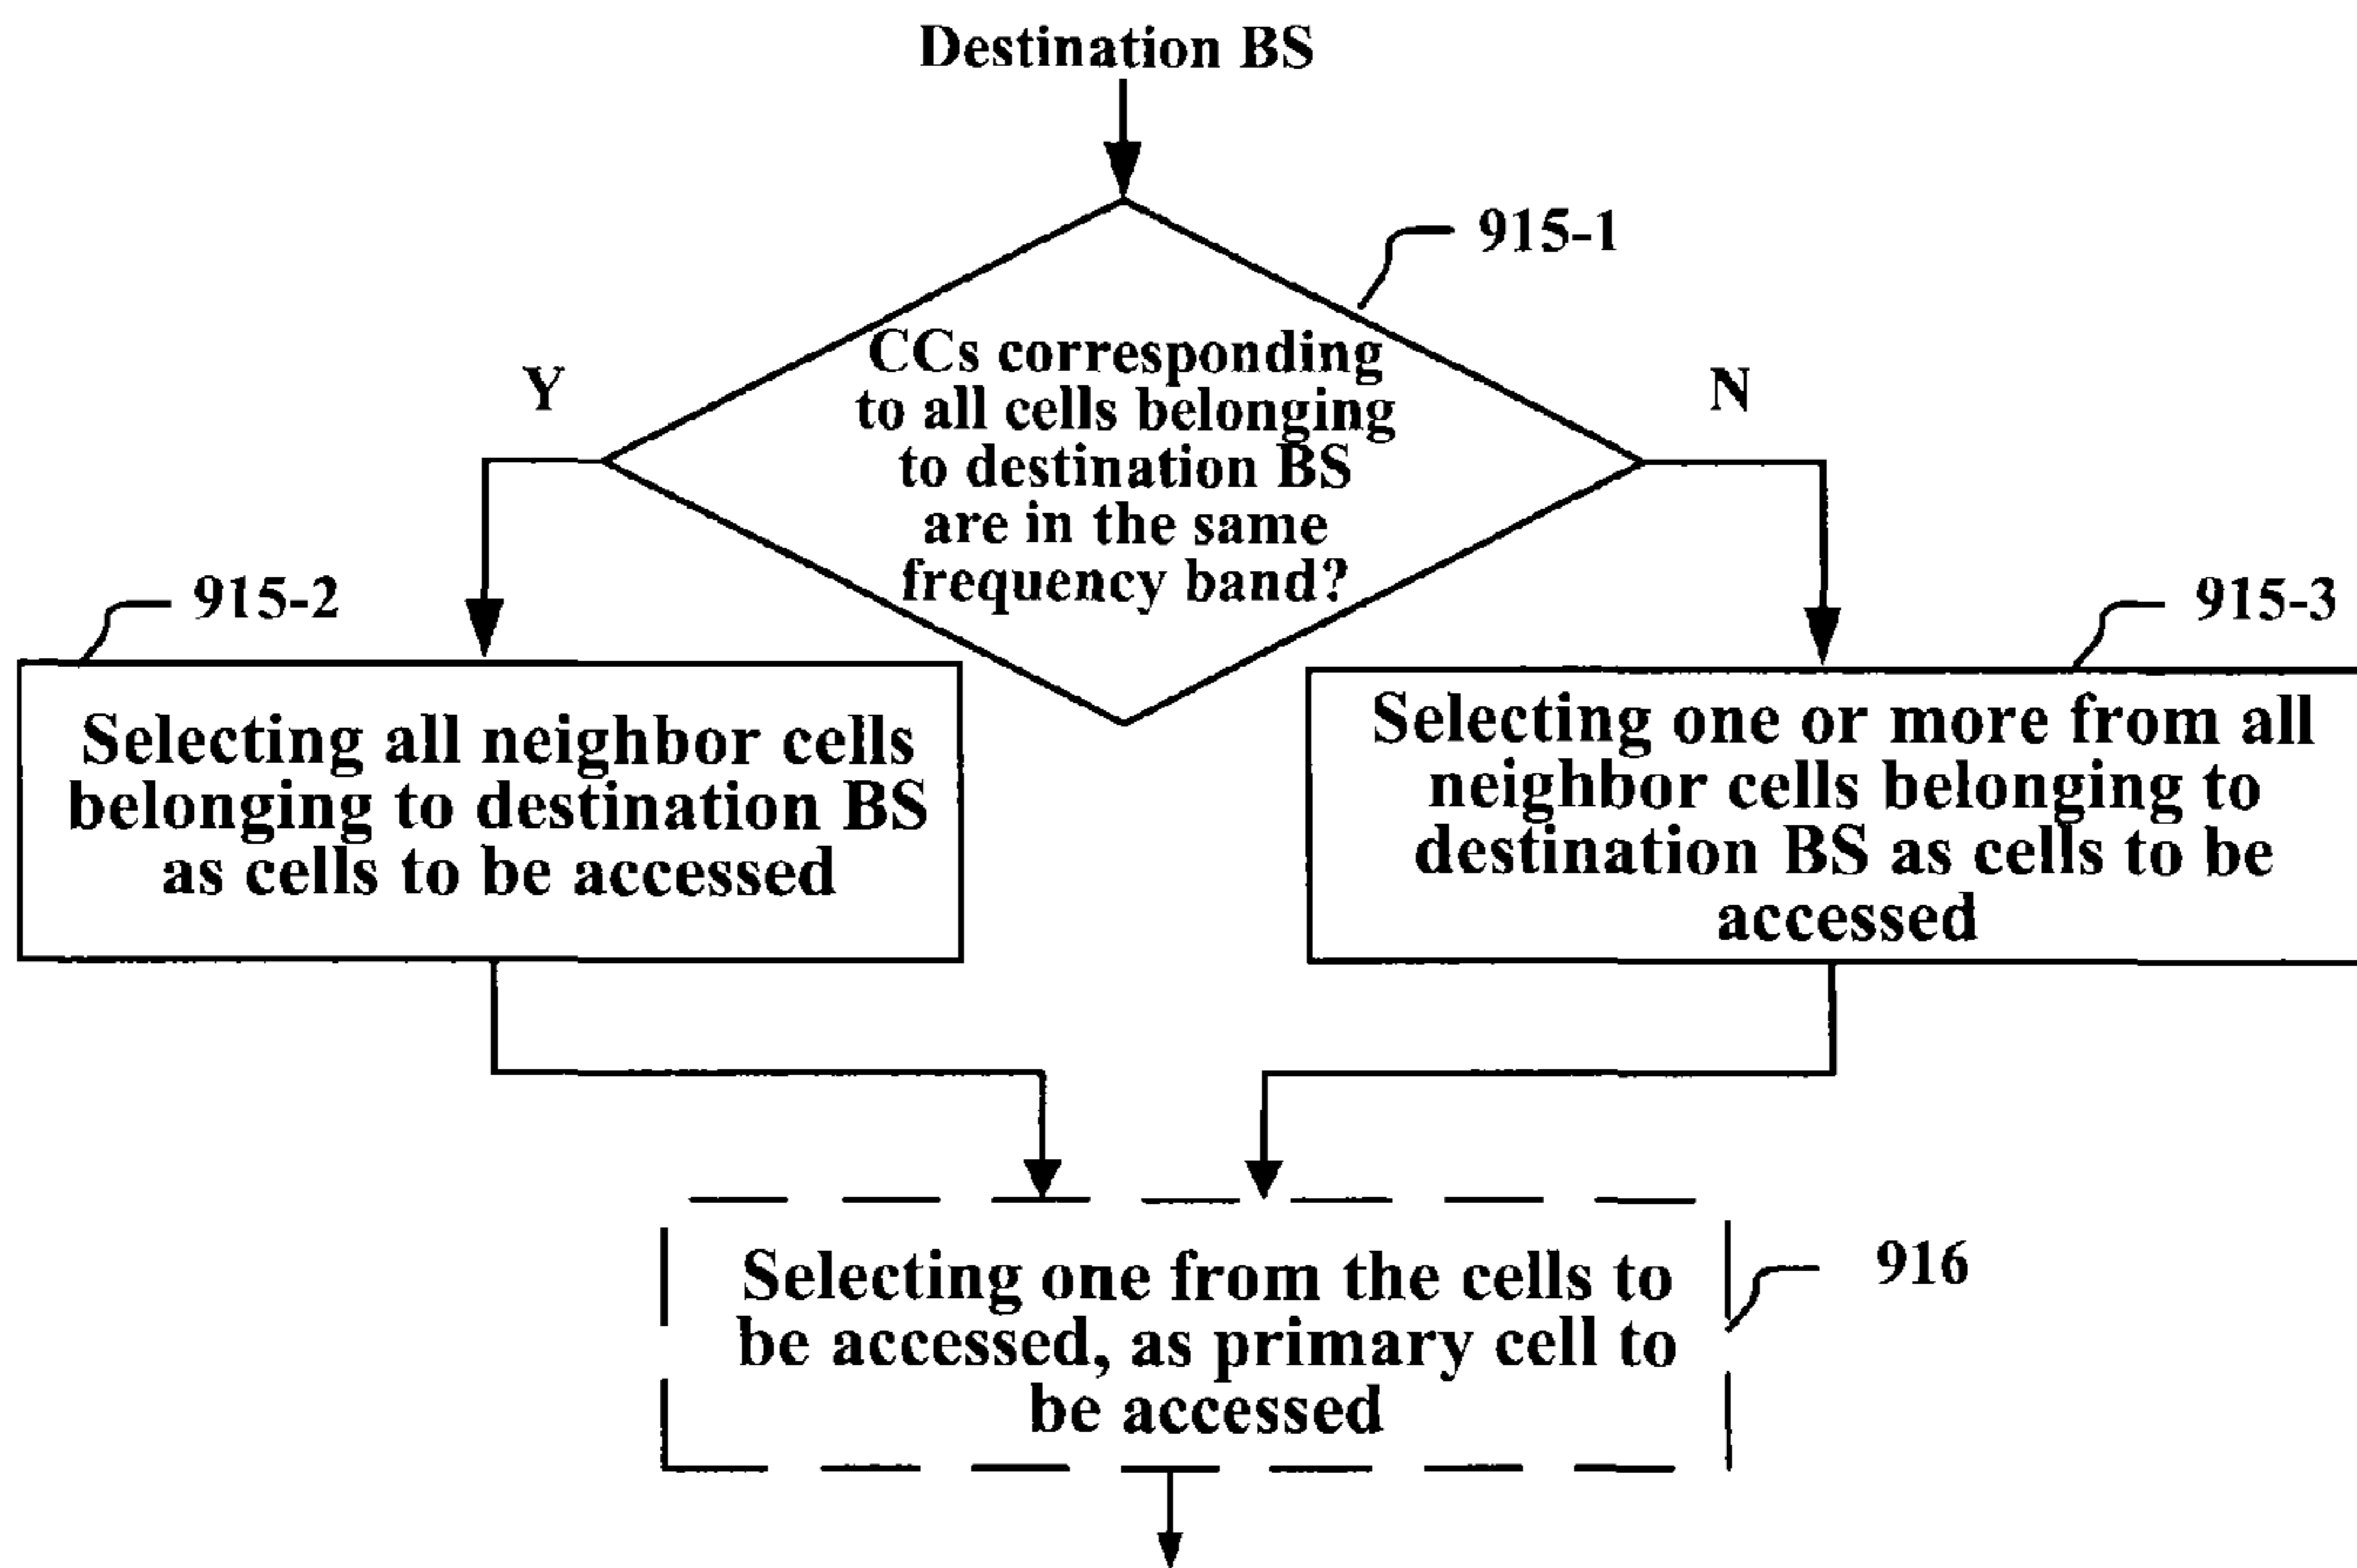 Destination BS
915-1
CCs corresponding
to all cells belonging
to destination BS
are in the same
frequency band?
Y
N
915-2
915-3
Selecting all neighbor cells
belonging to destination BS
as cells to be accessed
Selecting one or more from all
neighbor cells belonging to
destination BS as cells to be
accessed
Selecting one from the cells to
be accessed, as primary cell to
be accessed
916